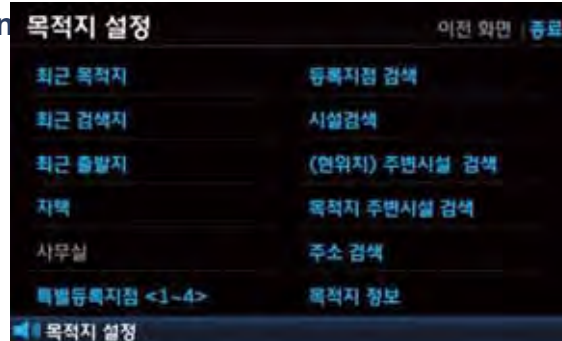 n
목적지 설정
이전 화면 종료
최근 목적지
등록지점 검색
최근 검색지
시설검색
최근 출발지
(현위치) 주변시설 검색
자택
목적지 주변시설 검색
사무실
주소 검색
특별등록지점 <1~4>
목적지 정보
목적지 설정